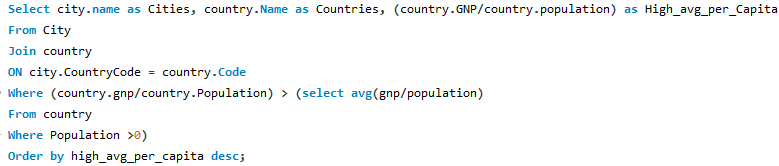 Select city.name as Cities, country.Name as Countries, (country.GNP/country.population) as High_avg_per_Capita
From City
Join country
ON city.CountryCode = country.Code
Where (country.gnp/country.Population) > (select avg(gnp/population)
From country
Where Population >0)
Order by high_avg_per_capita desc;